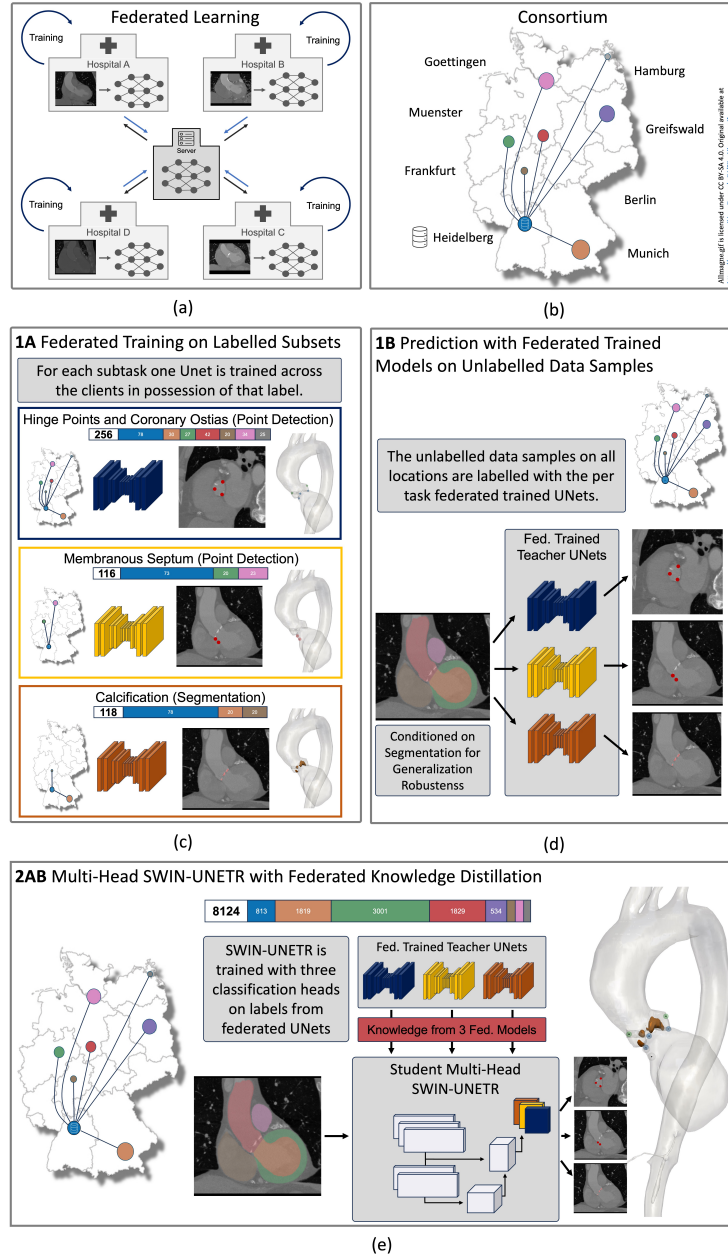 Federated Learning
Training
Training
Hospital A
Hospital B
Server
Training
Training
Hospital D
Hospital C
(a)
Consortium
Goettingen
Hamburg
Muenster
Greifswald
Frankfurt
Berlin
Heidelberg
Munich
Allmagne.gif is licensed under CC BY-SA 4.0. Original available at
(b)
1A Federated Training on Labelled Subsets
For each subtask one Unet is trained across
the clients in possession of that label.
Hinge Points and Coronary Ostias (Point Detection)
256
Membranous Septum (Point Detection)
116
Calcification (Segmentation)
118
(c)
1B Prediction with Federated Trained
Models on Unlabelled Data Samples
The unlabelled data samples on all
locations are labelled with the per
task federated trained UNets.
Fed. Trained
Teacher UNets
Conditioned on
Segmentation for
Generalization
Robustenss
(d)
2AB Multi-Head SWIN-UNETR with Federated Knowledge Distillation
8124 813 1819 3001 1829 534
SWIN-UNETR is
trained with three
classification heads
on labels from
federated UNets
Fed. Trained Teacher UNets
Knowledge from 3 Fed. Models
Student Multi-Head
SWIN-UNETR
(e)